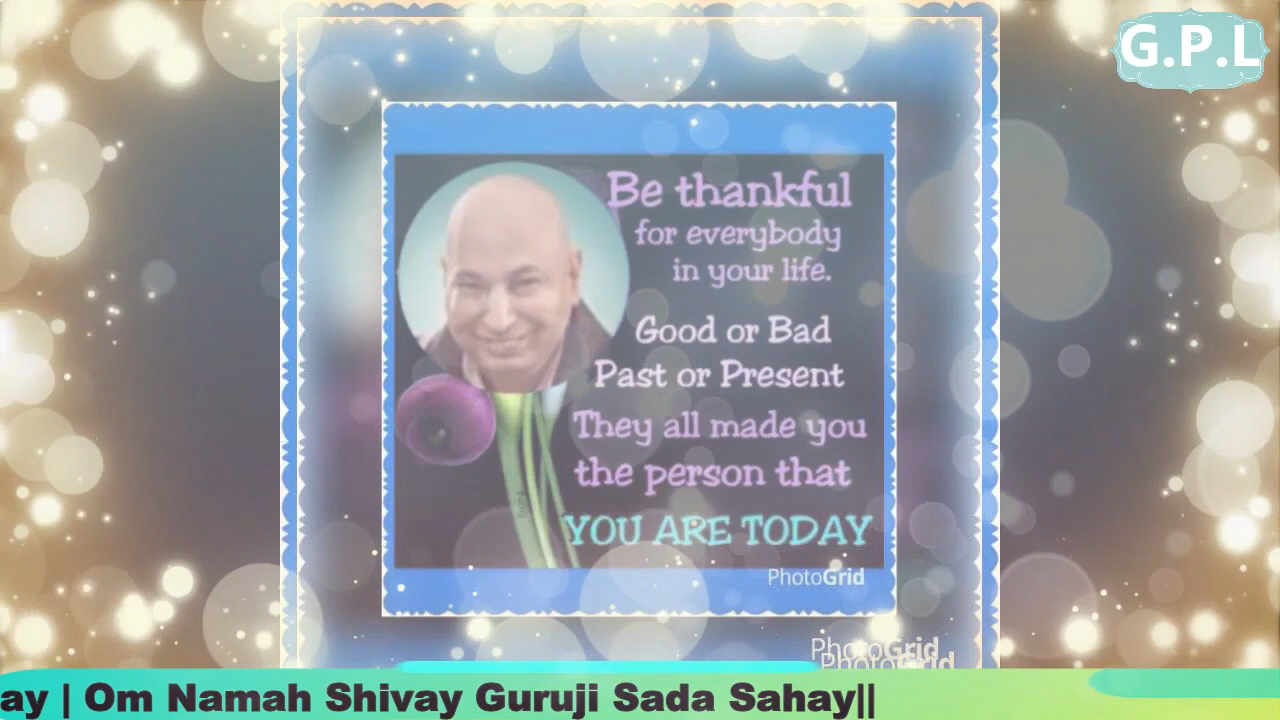 G.P.L
Be thankful
for everybody
in your life.
Good or Bad
Past or Present
They all made you
the person that
YOU ARE TODAY
PhotoGrid
PhotoGrid
PhotoGrid
ay | Om Namah Shivay Guruji Sada Sahay||